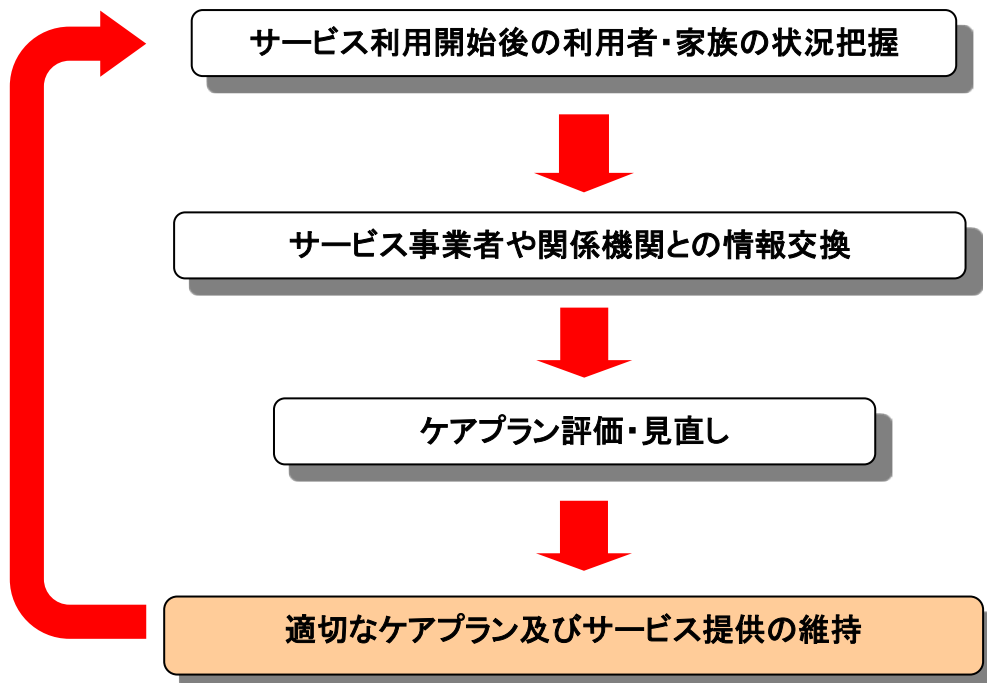 サービス利用開始後の利用者・家族の状況把握
サービス事業者や関係機関との情報交換
ケアプラン評価・見直し
適切なケアプラン及びサービス提供の維持